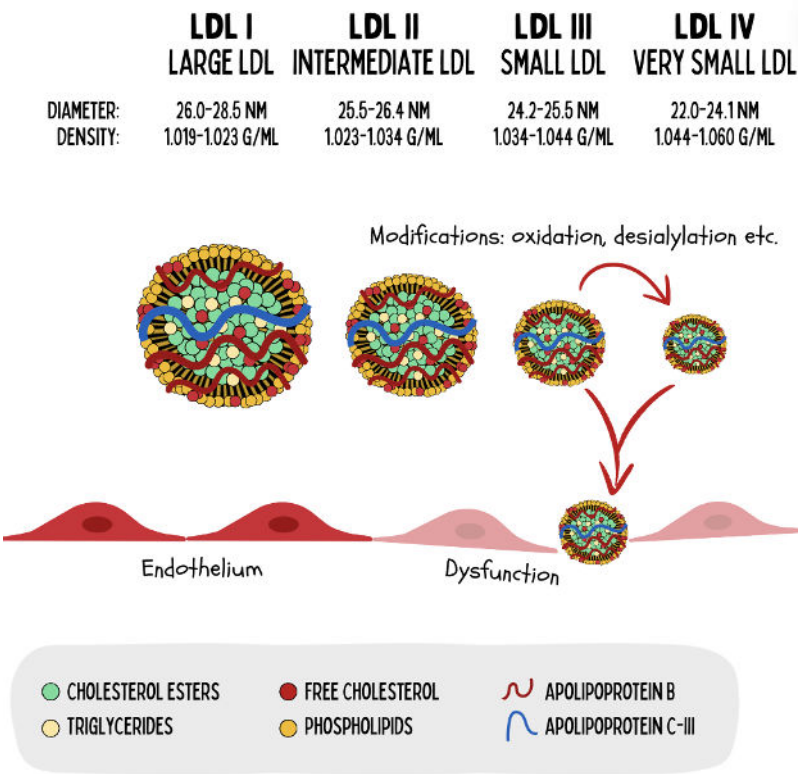 LDL I LDL II LDL III LDL IV
LARGE LDL INTERMEDIATE LDL SMALL LDL VERY SMALL LDL
DIAMETER: 26.0-28.5 NM 25.5-26.4 NM 24.2-25.5 NM 22.0-24.1 NM
DENSITY: 1.019-1.023 G/ML 1.023-1.034 G/ML 1.034-1.044 G/ML 1.044-1.060 G/ML
Modifications: oxidation, desialylation etc.
Endothelium Dysfunction
CHOLESTEROL ESTERS FREE CHOLESTEROL APOLIPOPROTEIN B
TRIGLYCERIDES PHOSPHOLIPIDS APOLIPOPROTEIN C-III